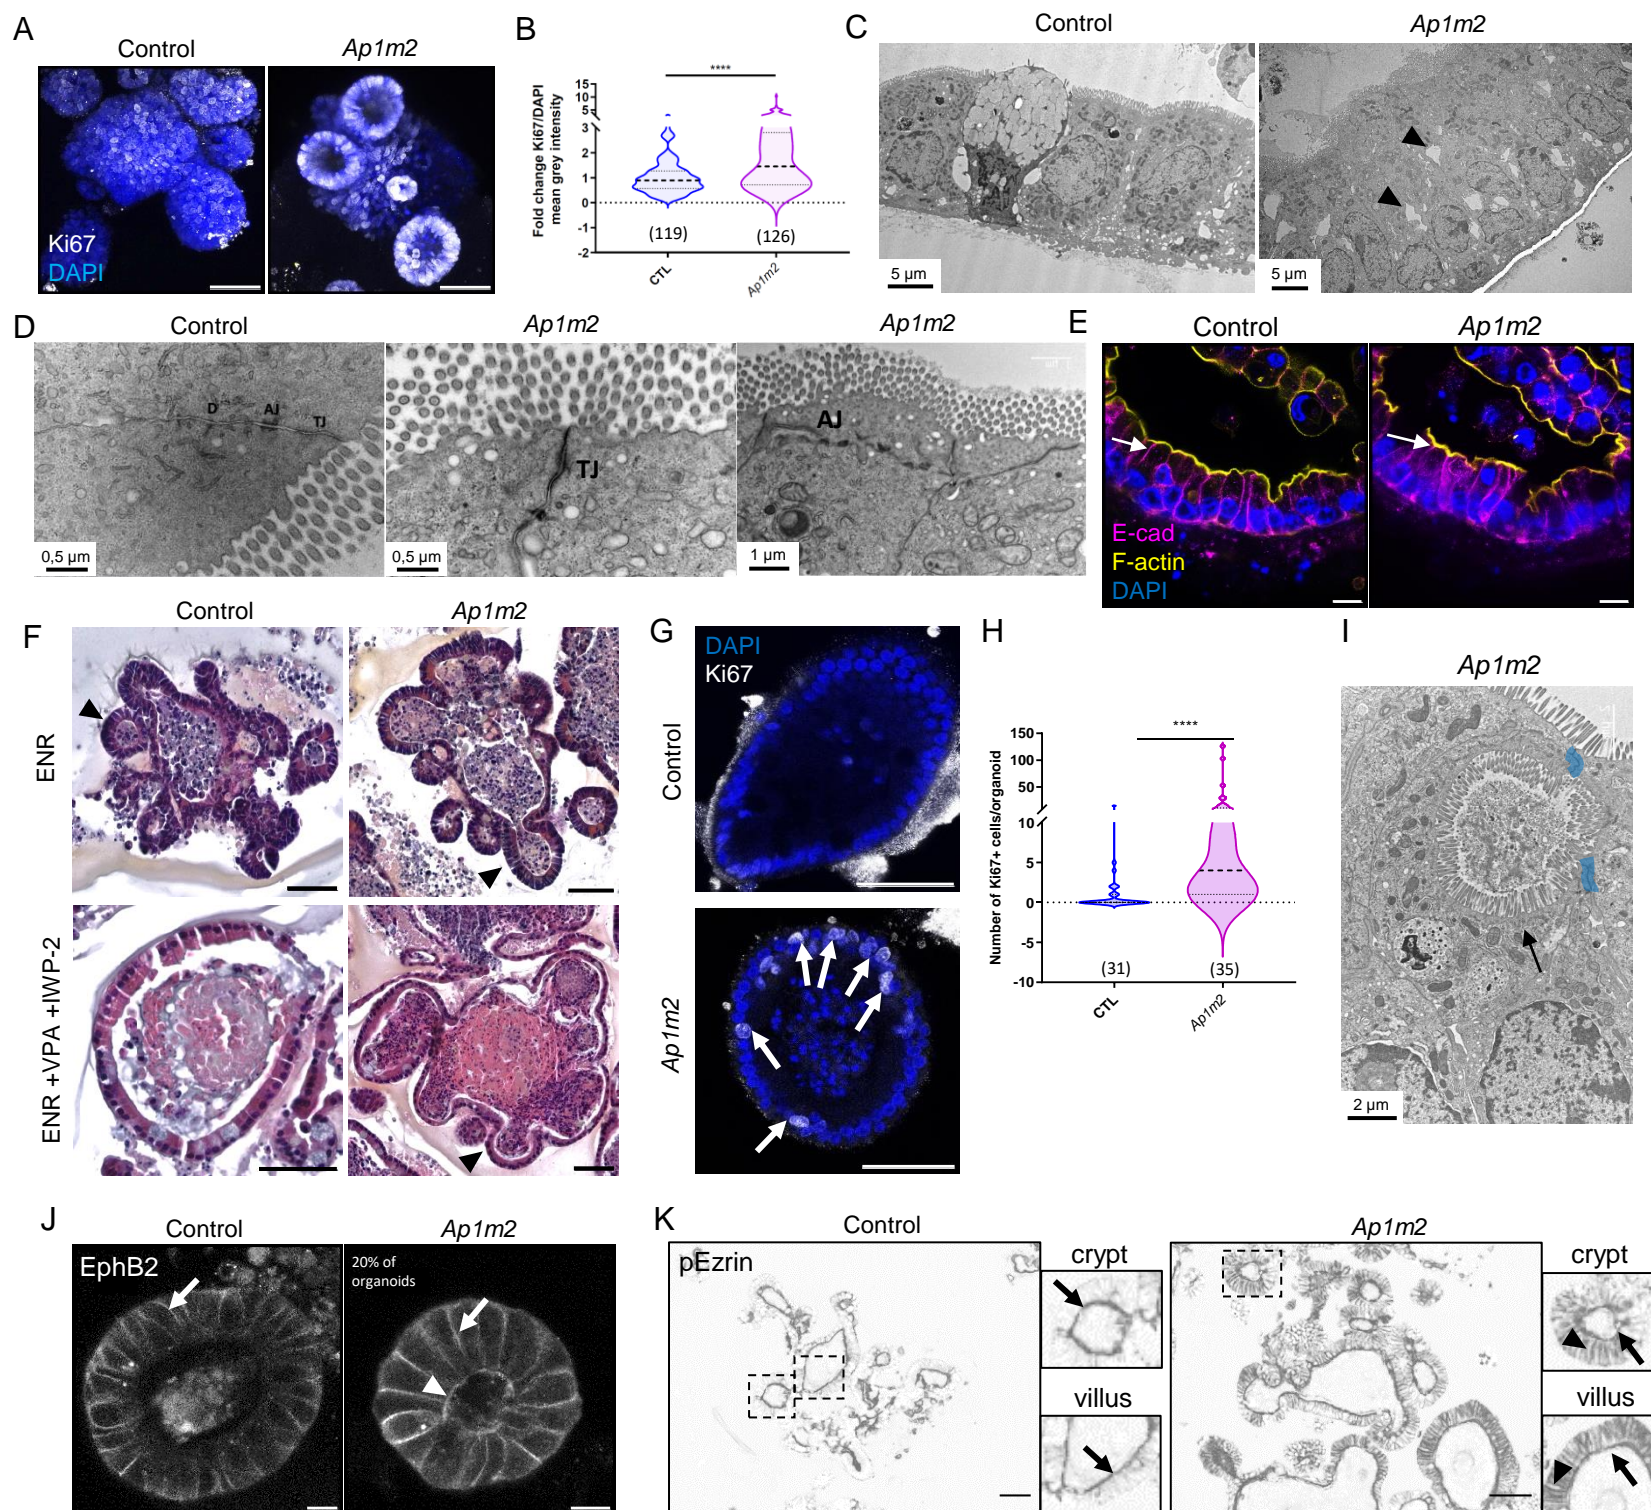 A
Control
Ap1m2
Ki67
DAPI
B
****
Fold change Ki67/DAPI
mean grey intensity
15
10
5
3
2
1
0
-1
-2
(119)
(126)
CTL
Ap1m2
C
Control
Ap1m2
5 µm
5 µm
D
Control
Ap1m2
Ap1m2
D
AJ
TJ
TJ
AJ
0,5 µm
0,5 µm
1 µm
E
Control
Ap1m2
E-cad
F-actin
DAPI
F
Control
Ap1m2
ENR
ENR +VPA +IWP-2
G
Control
DAPI
Ki67
Ap1m2
H
****
Number of Ki67+ cells/organoid
150
100
50
10
5
0
-5
-10
(31)
(35)
CTL
Ap1m2
I
Ap1m2
2 µm
J
Control
Ap1m2
EphB2
20% of
organoids
K
Control
Ap1m2
pEzrin
crypt
villus
crypt
villus